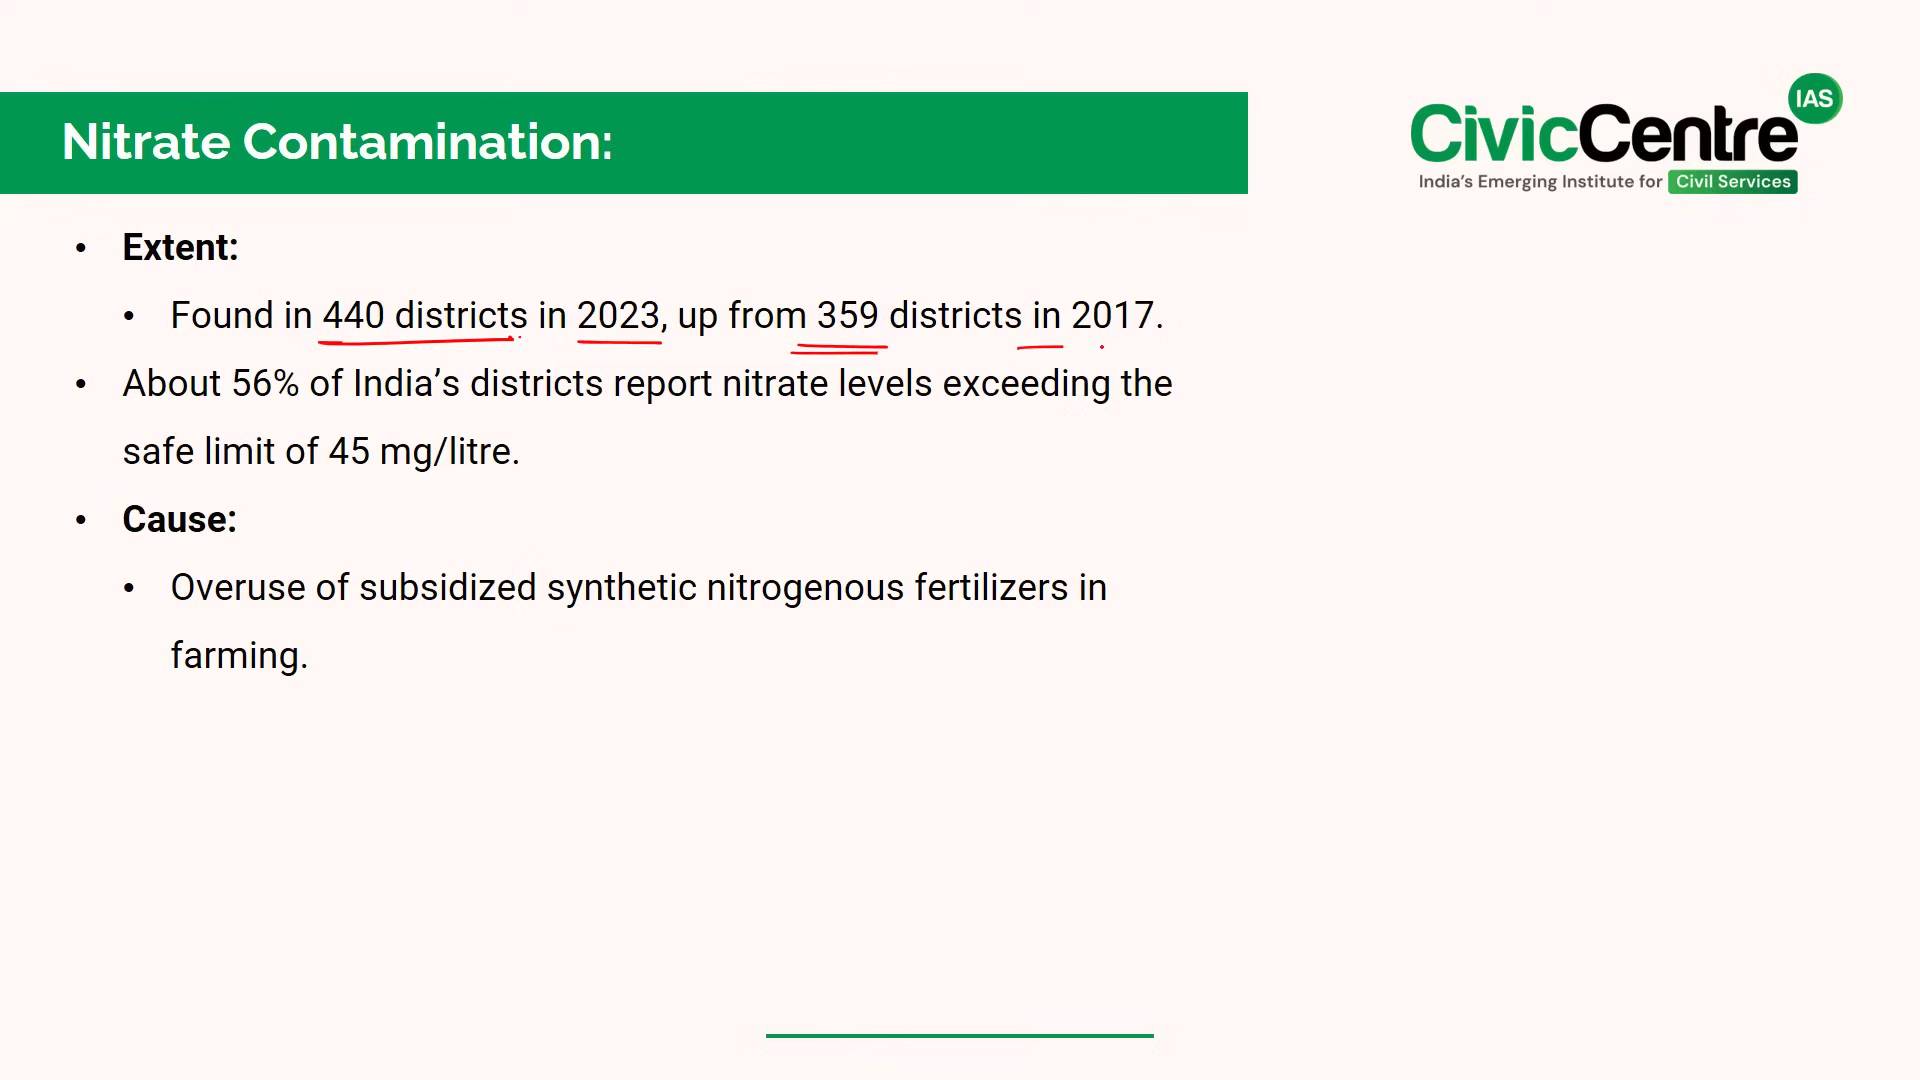 Nitrate Contamination:
CivicCentre IAS
India’s Emerging Institute for Civil Services
• Extent:
• Found in 440 districts in 2023, up from 359 districts in 2017.
• About 56% of India’s districts report nitrate levels exceeding the
safe limit of 45 mg/litre.
• Cause:
• Overuse of subsidized synthetic nitrogenous fertilizers in
farming.